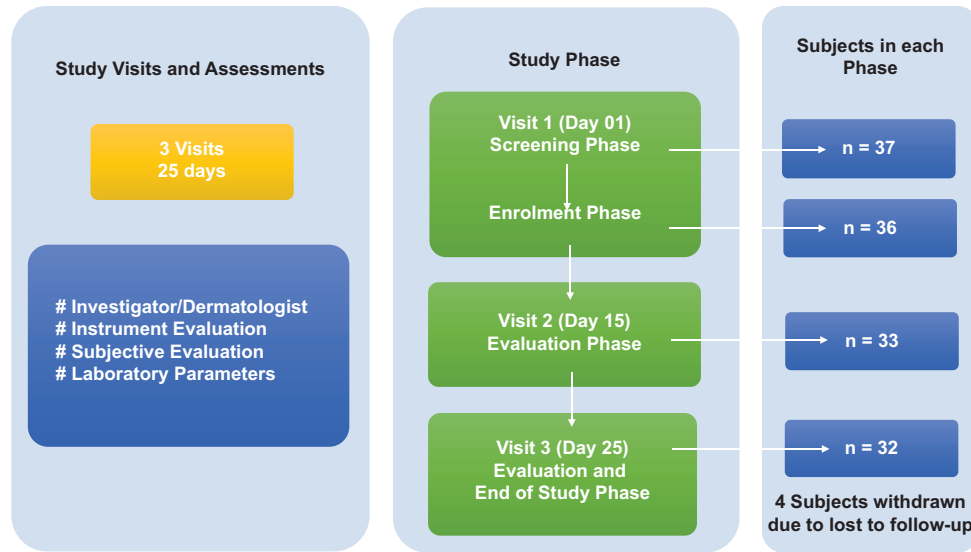 Study Visits and Assessments
3 Visits
25 days
# Investigator/Dermatologist
# Instrument Evaluation
# Subjective Evaluation
# Laboratory Parameters
Study Phase
Visit 1 (Day 01)
Screening Phase
Enrolment Phase
Visit 2 (Day 15)
Evaluation Phase
Visit 3 (Day 25)
Evaluation and
End of Study Phase
Subjects in each
Phase
n = 37
n = 36
n = 33
n = 32
4 Subjects withdrawn
due to lost to follow-up